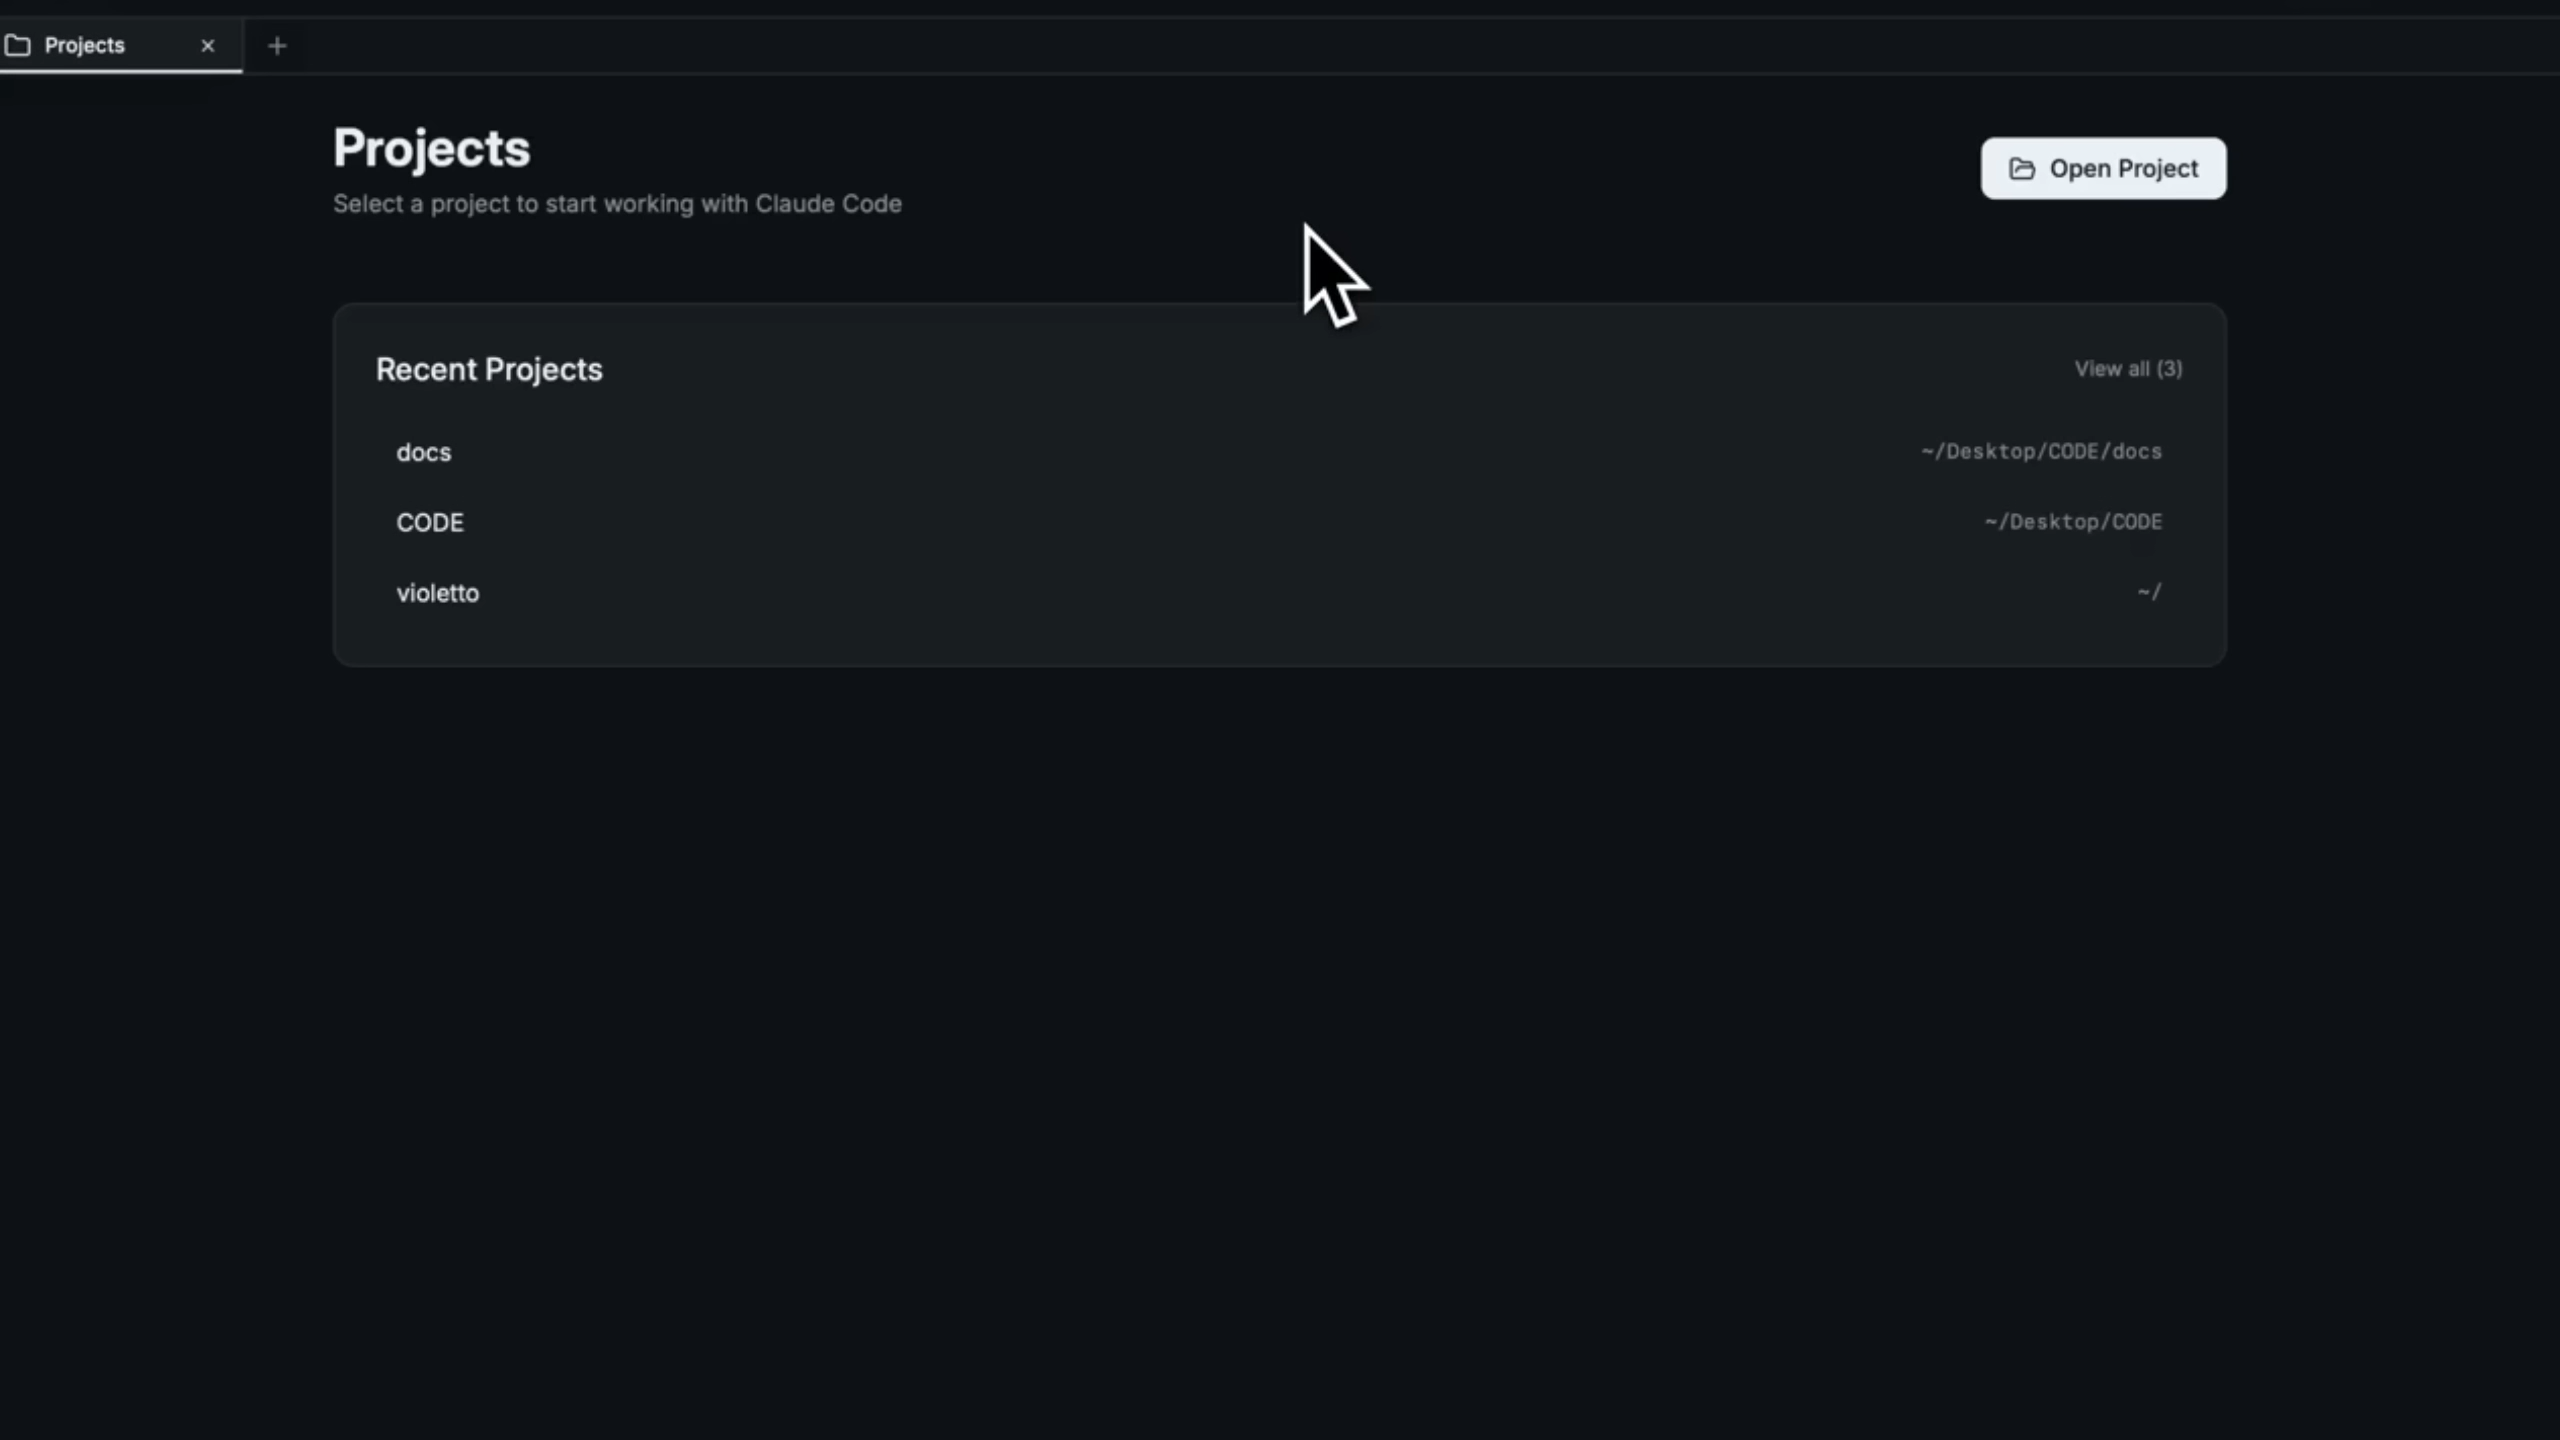 Projects
Projects
Open Project
Select a project to start working with Claude Code
Recent Projects
View all (3)
docs
~/Desktop/CODE/docs
CODE
~/Desktop/CODE
violetto
~/